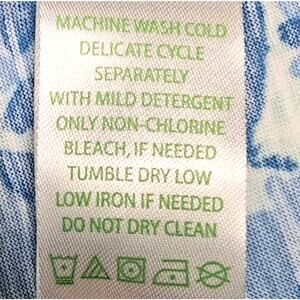 MACHINE WASH COLD
DELICATE CYCLE
SEPARATELY
WITH MILD DETERGENT
ONLY NON-CHLORINE
BLEACH, IF NEEDED
TUMBLE DRY LOW
LOW IRON IF NEEDED
DO NOT DRY CLEAN